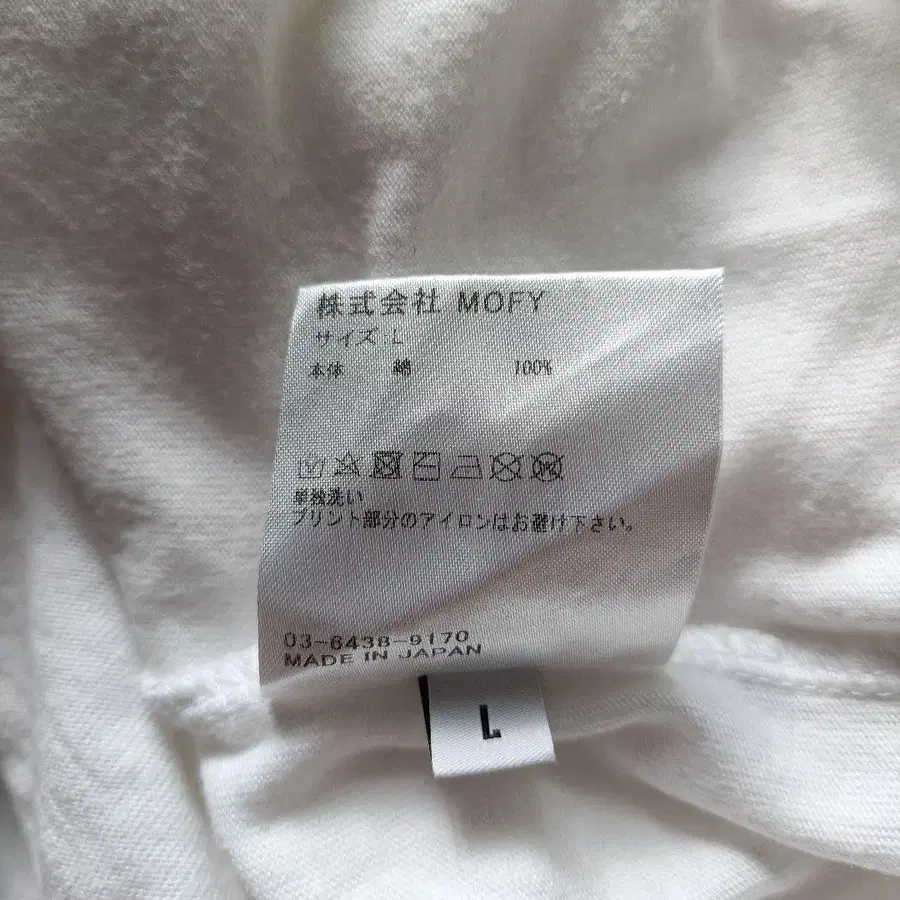 株式会社 MOFY
サイズ:L
本体 綿 100%
単独洗い
プリント部分のアイロンはお避け下さい。
03-6438-9170
MADE IN JAPAN
L